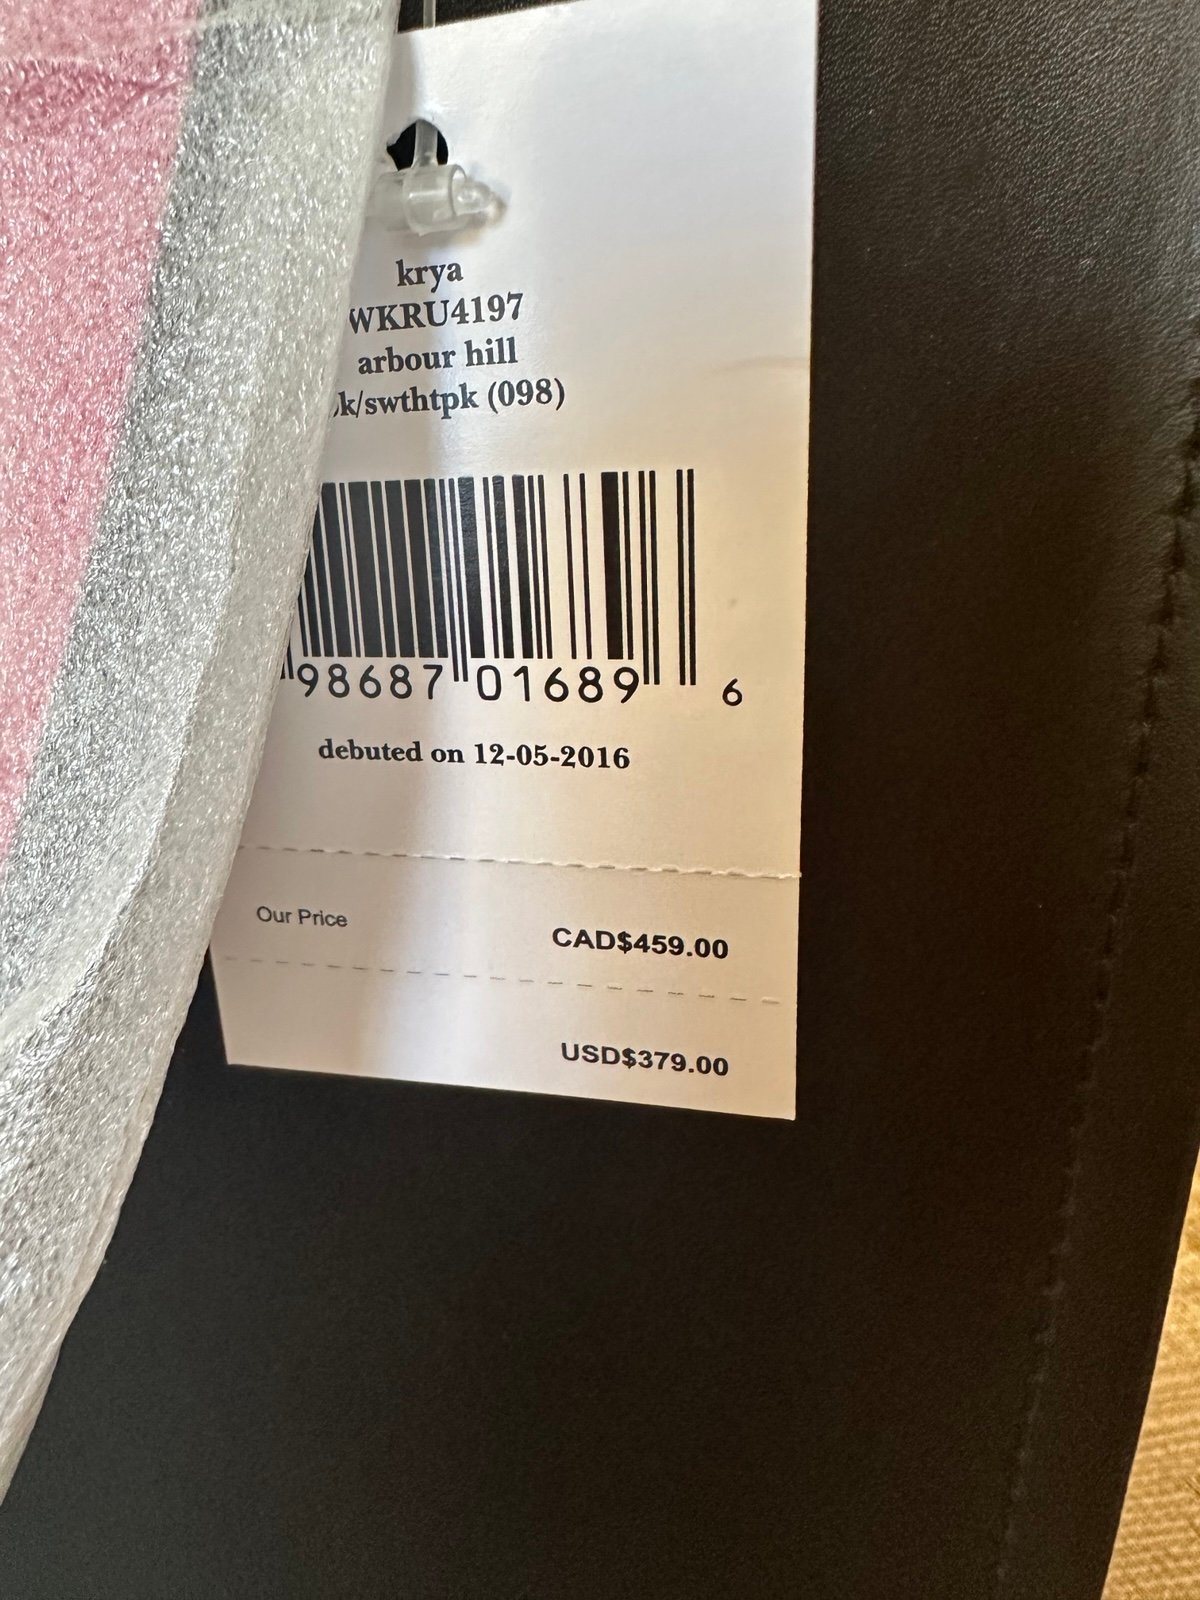 krya
WKRU4197
arbour hill
(098)
98687 01689 6
debuted on 12-05-2016
Our Price CAD$459.00
USD$379.00